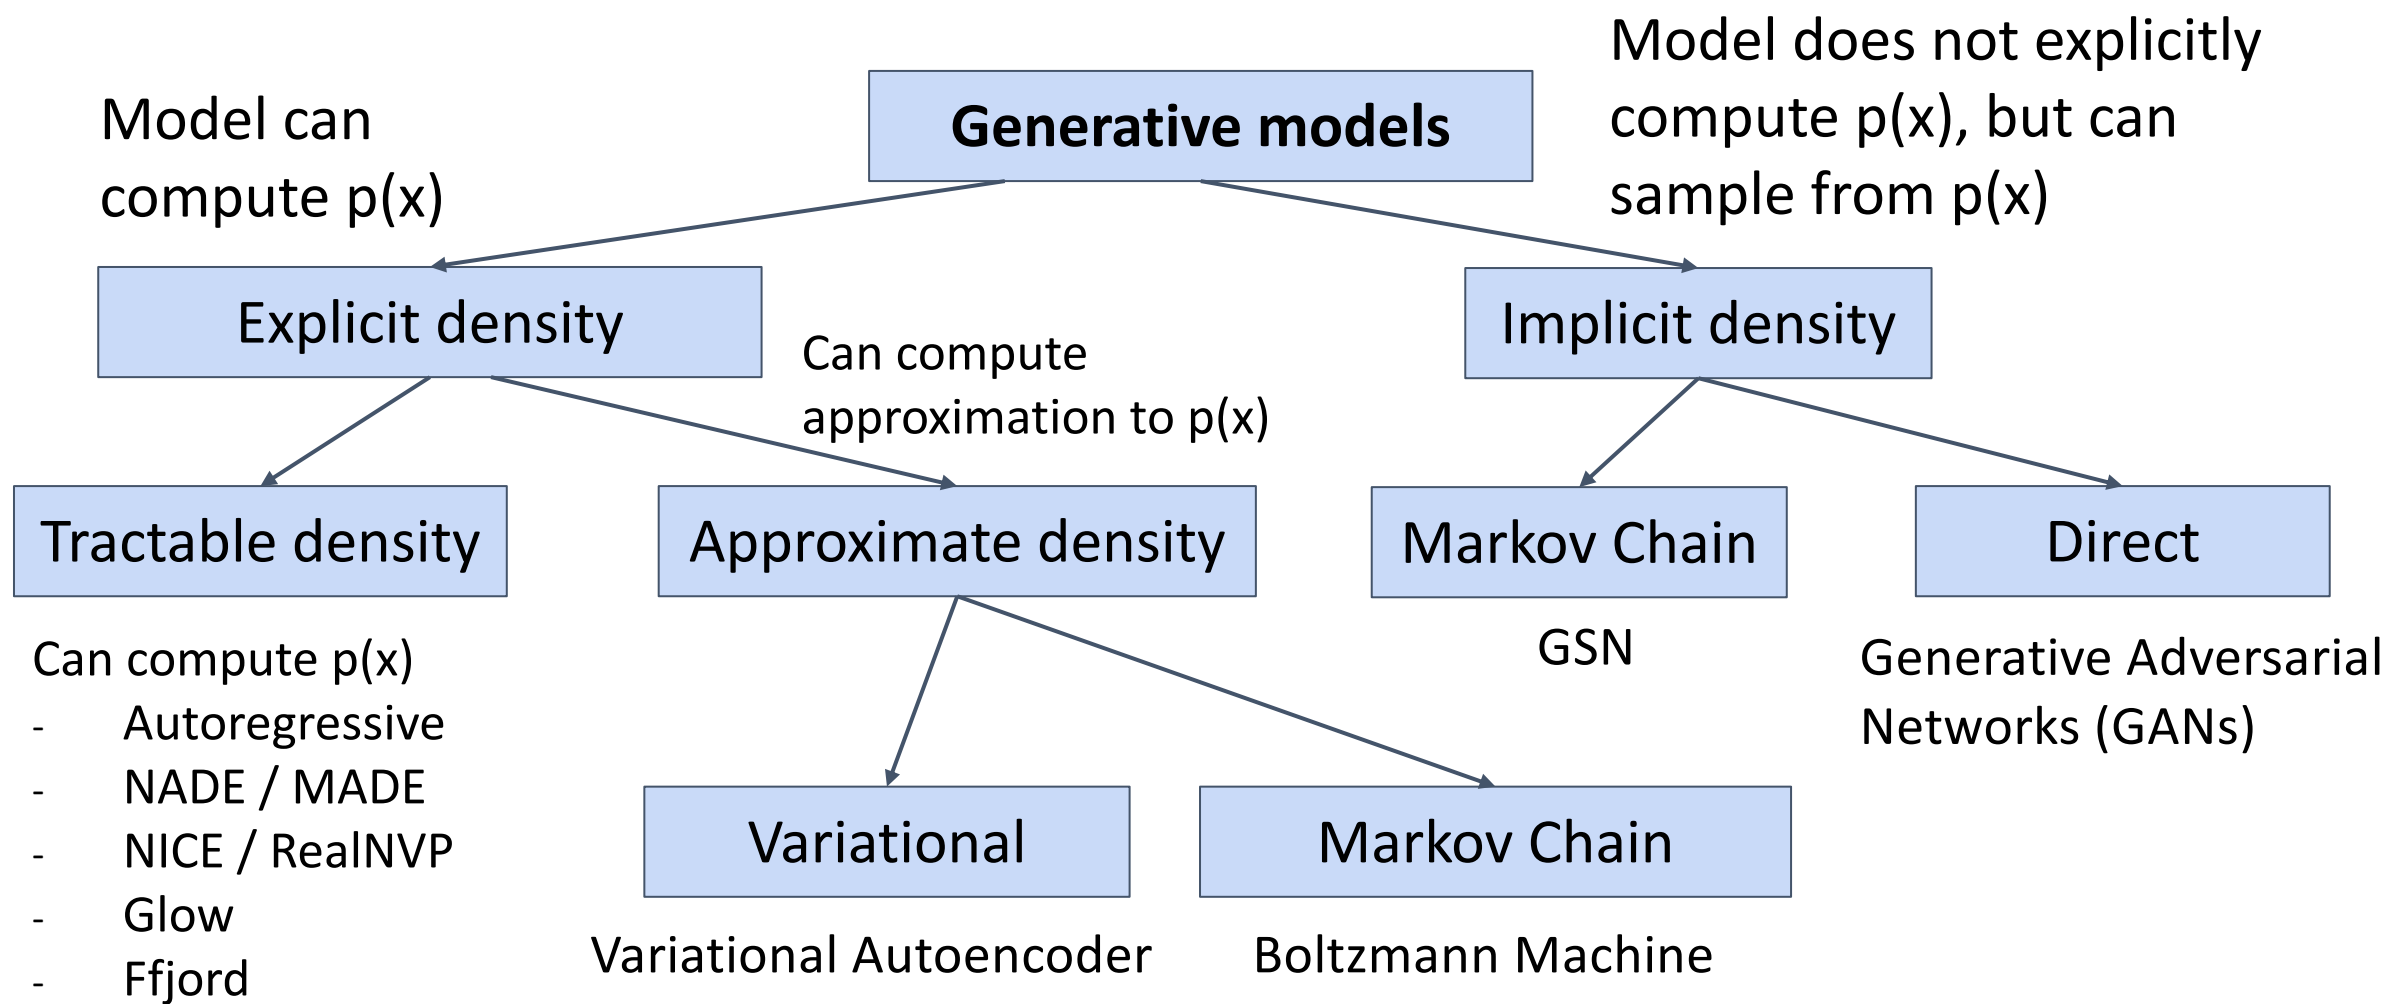 Model does not explicitly
compute p(x), but can
sample from p(x)
Generative models
Model can
compute p(x)
Explicit density
Implicit density
Can compute
approximation to p(x)
Tractable density
Approximate density
Markov Chain
Direct
Can compute p(x)
- Autoregressive
- NADE / MADE
- NICE / RealNVP
- Glow
- Ffjord
GSN
Generative Adversarial
Networks (GANs)
Variational
Markov Chain
Variational Autoencoder
Boltzmann Machine